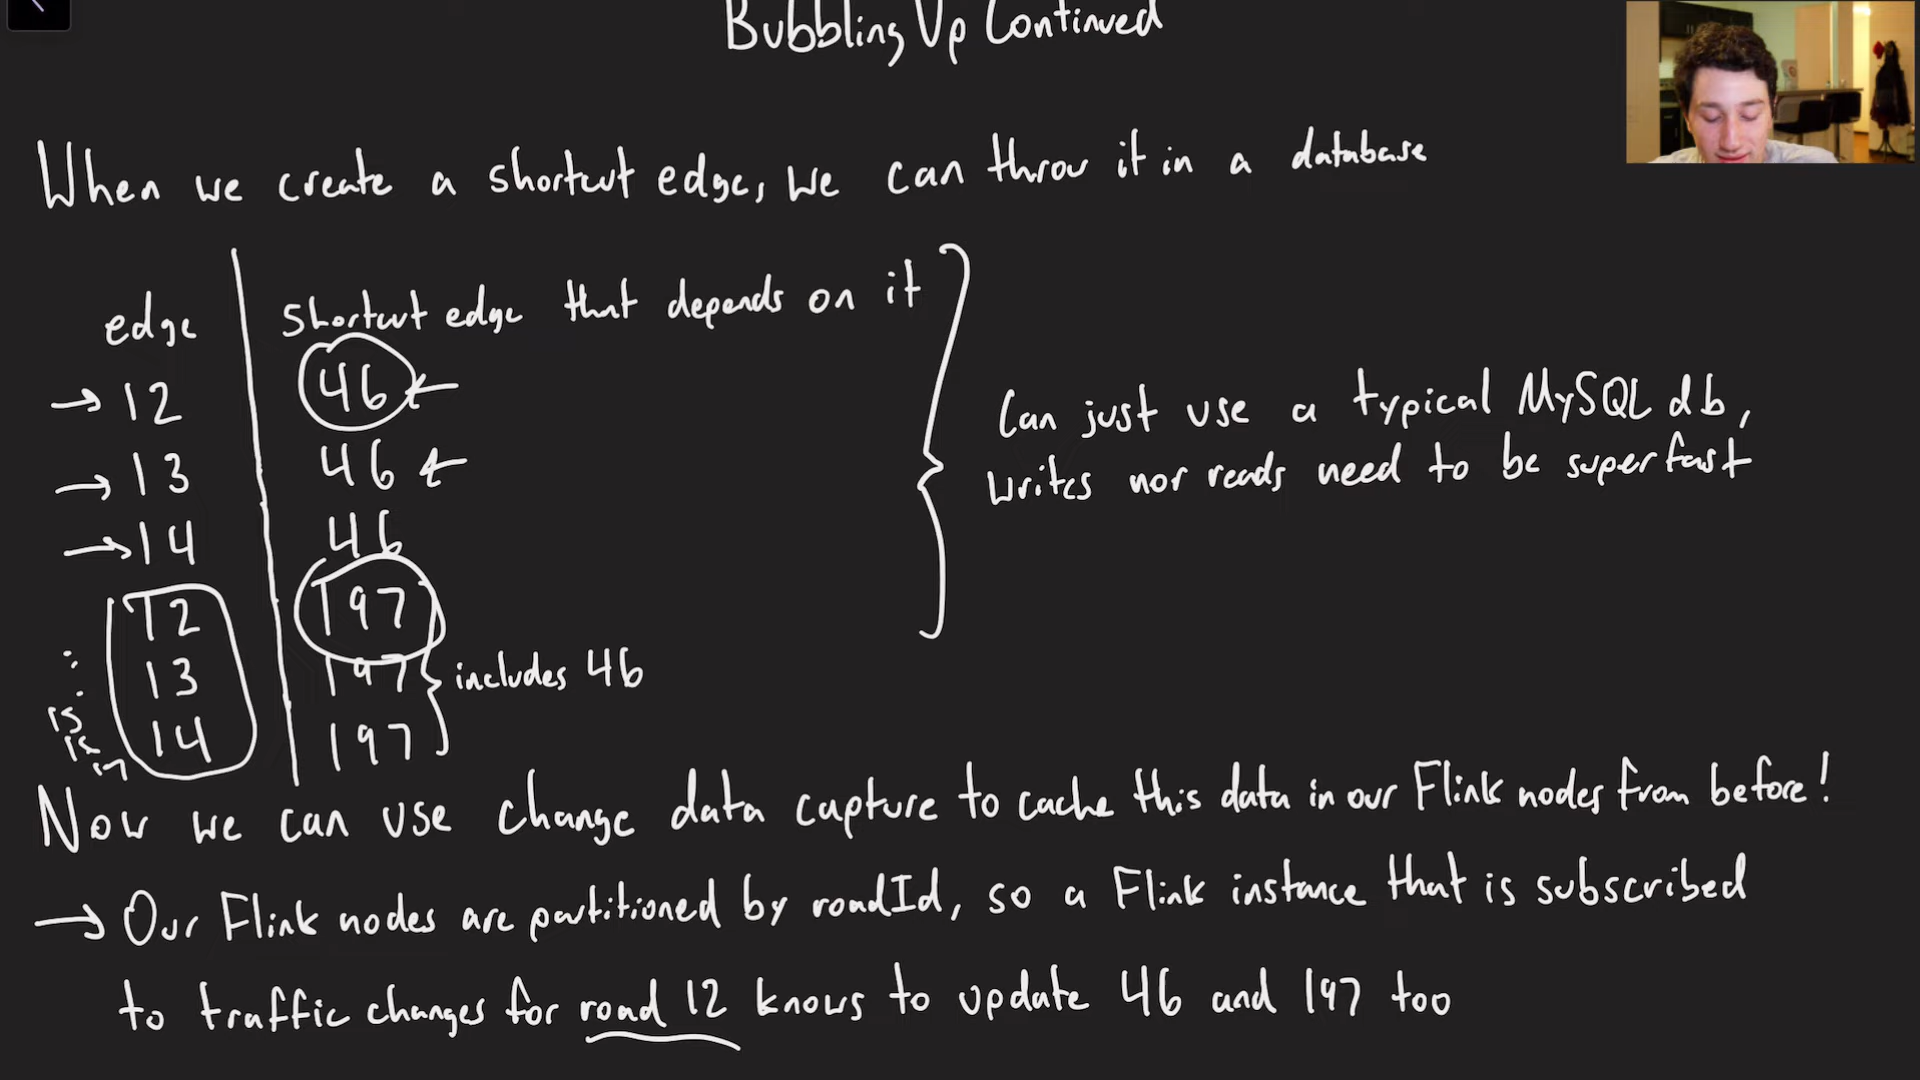 Bubbling Up Continued
When we create a shortcut edge, we can throw it in a database
edge shortcut edge that depends on it
→ 12 46 ←
→ 13 46 ←
→ 14 46
12 197
13 197
14 197
includes 46
15
17
Can just use a typical MySQL db,
writes nor reads need to be super fast
Now we can use change data capture to cache this data in our Flink nodes from before!
→ Our Flink nodes are partitioned by roadId, so a Flink instance that is subscribed
to traffic changes for road 12 knows to update 46 and 197 too